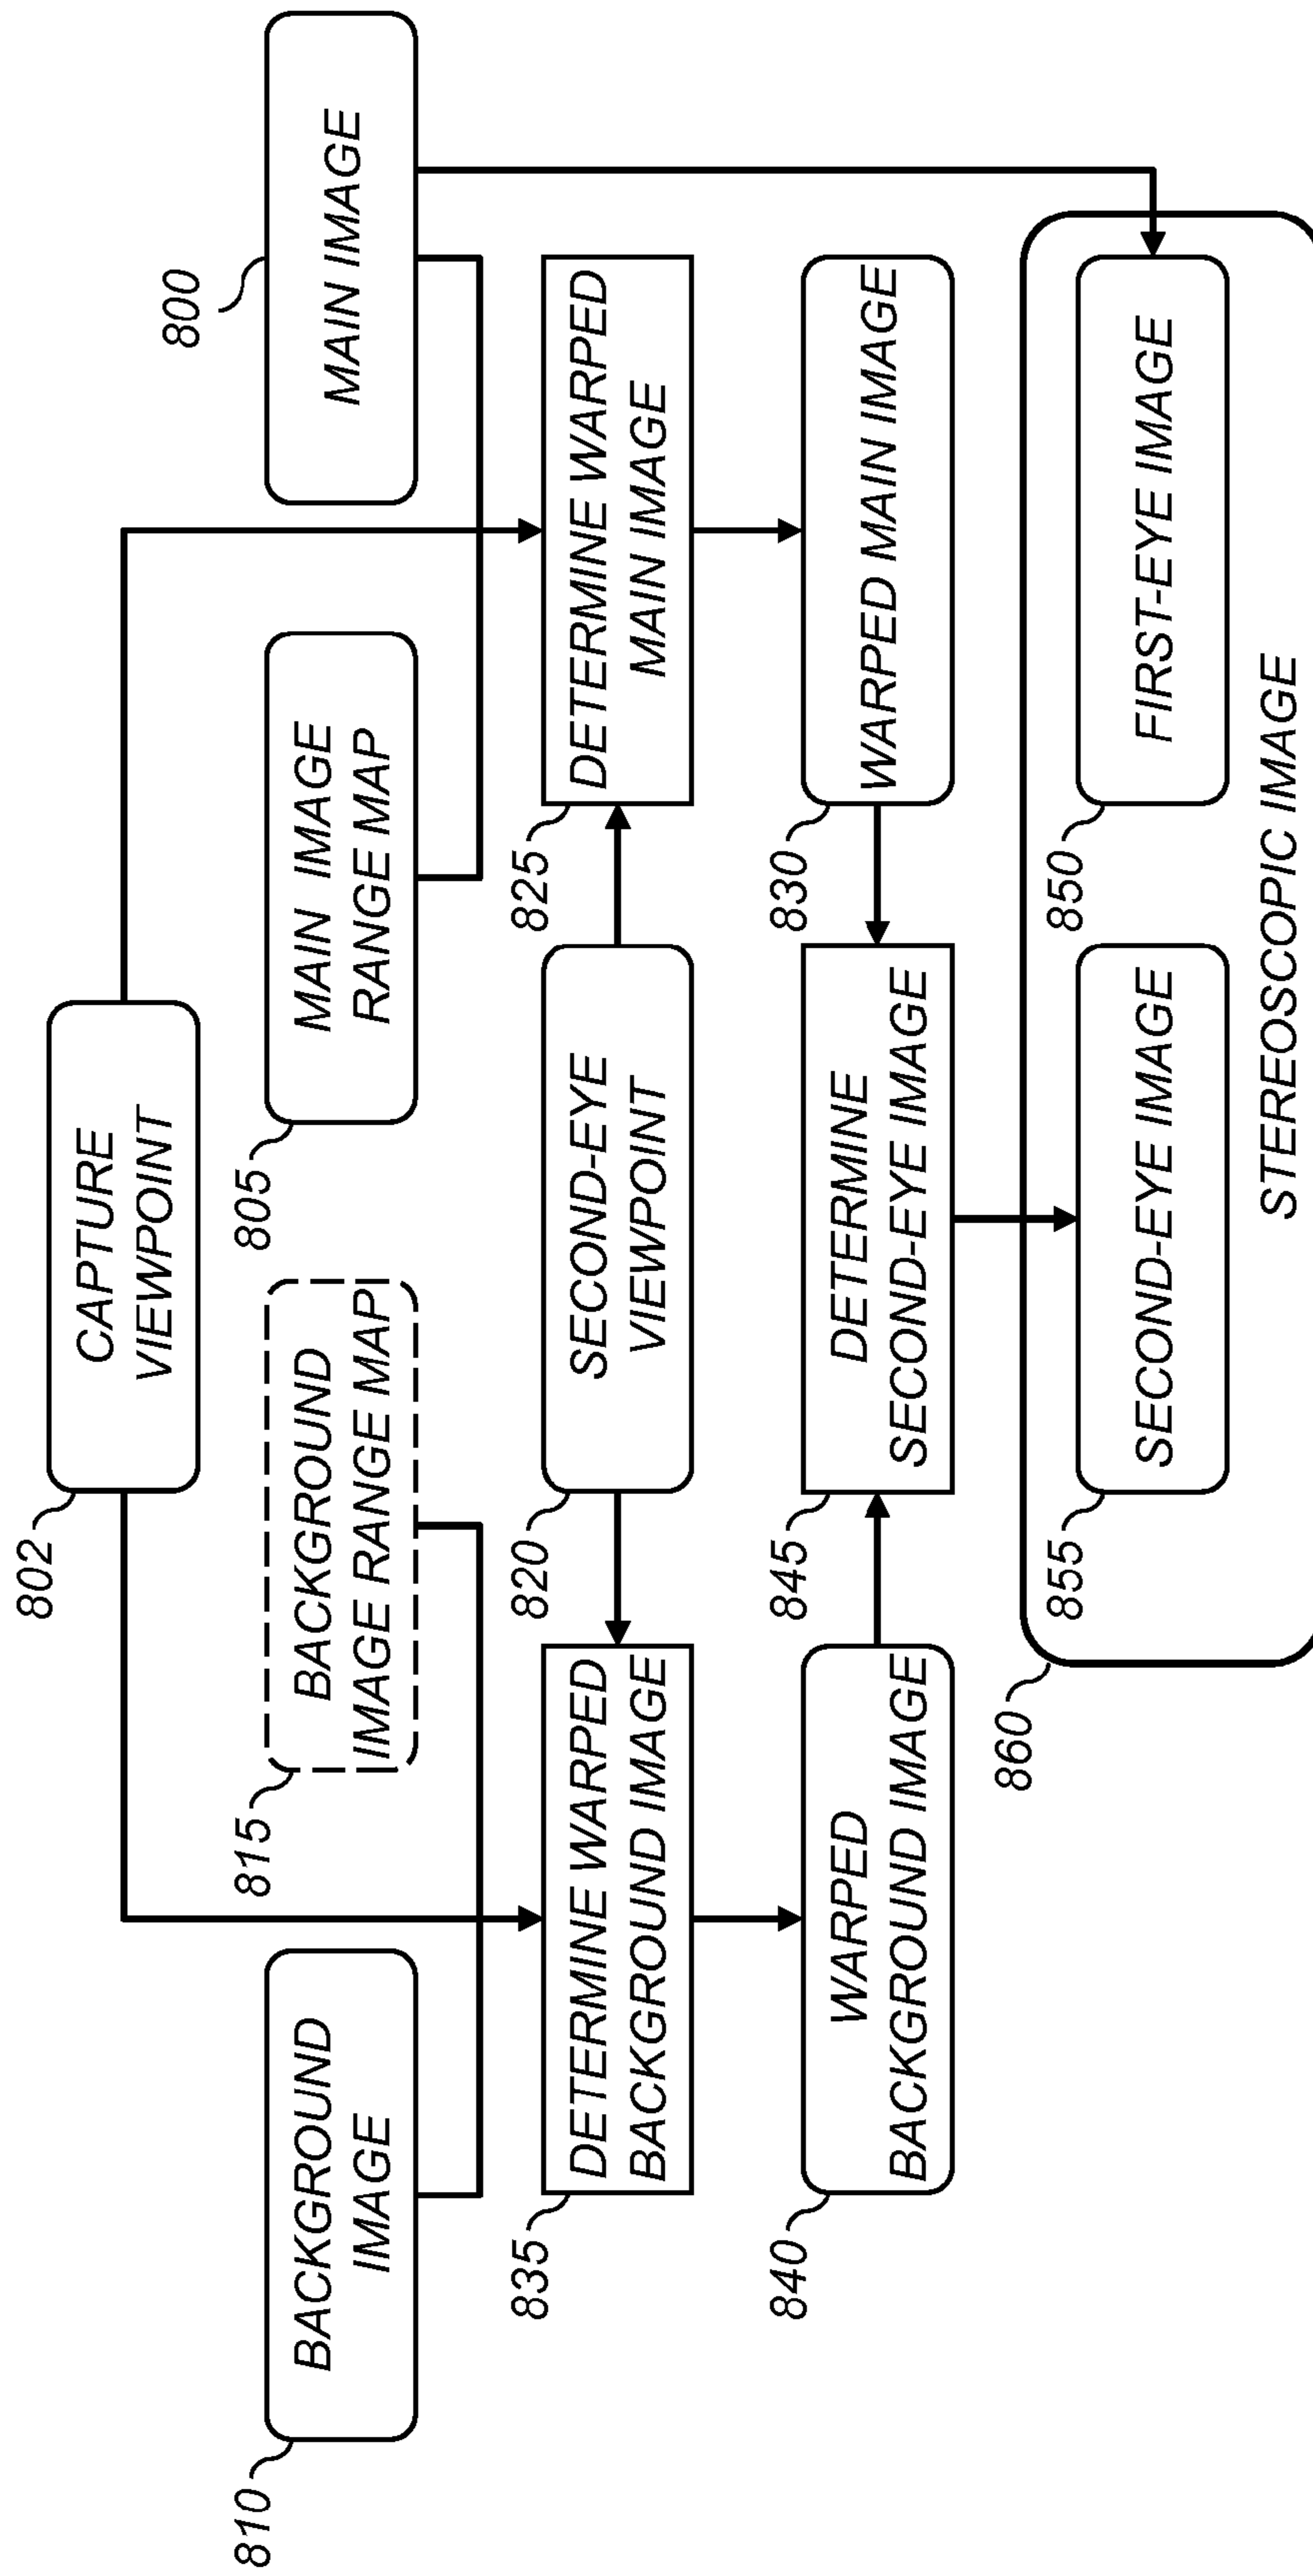 802
CAPTURE
VIEWPOINT
810
BACKGROUND
IMAGE
815
BACKGROUND
IMAGE RANGE MAP
805
MAIN IMAGE
RANGE MAP
800
MAIN IMAGE
835
DETERMINE WARPED
BACKGROUND IMAGE
820
SECOND-EYE
VIEWPOINT
825
DETERMINE WARPED
MAIN IMAGE
840
WARPED
BACKGROUND IMAGE
845
DETERMINE
SECOND-EYE IMAGE
830
WARPED MAIN IMAGE
860
855
SECOND-EYE IMAGE
850
FIRST-EYE IMAGE
STEREOSCOPIC IMAGE